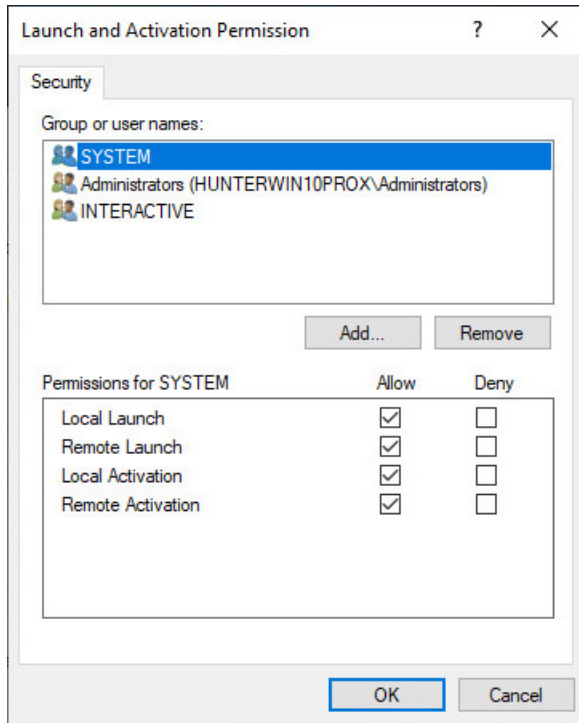 Launch and Activation Permission ?
Security
Group or user names:
SYSTEM
Administrators (HUNTERWIN10PROX\Administrators)
INTERACTIVE
Add... Remove
Permissions for SYSTEM Allow Deny
Local Launch
Remote Launch
Local Activation
Remote Activation
OK Cancel